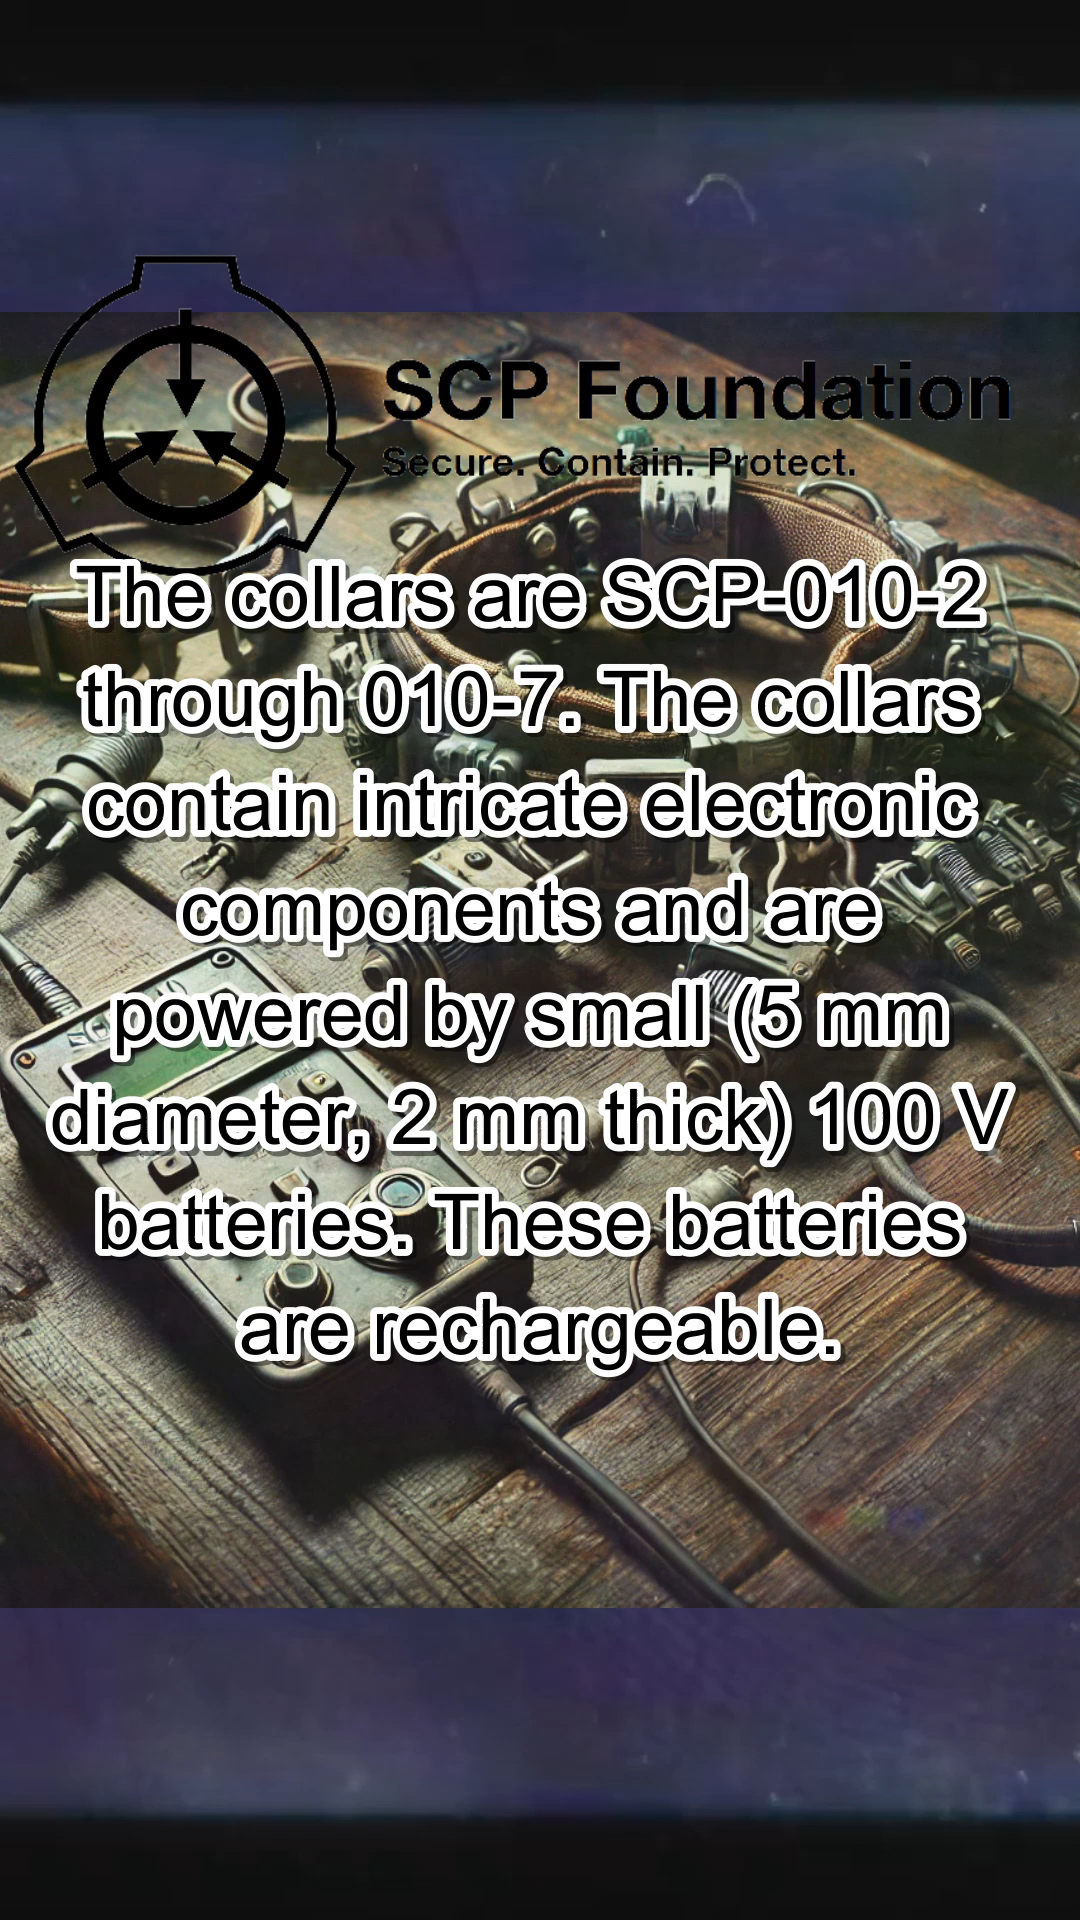 SCP Foundation
Secure. Contain. Protect.
The collars are SCP-010-2
through 010-7. The collars
contain intricate electronic
components and are
powered by small (5 mm
diameter, 2 mm thick) 100 V
batteries. These batteries
are rechargeable.